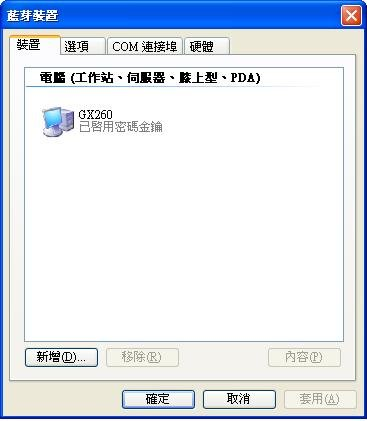 藍芽裝置
裝置 選項 COM 連接埠 硬體
電腦 (工作站、伺服器、膝上型、PDA)
GX260
已啓用密碼金鑰
新增(D)... 移除(R) 內容(P)
確定 取消 套用(A)